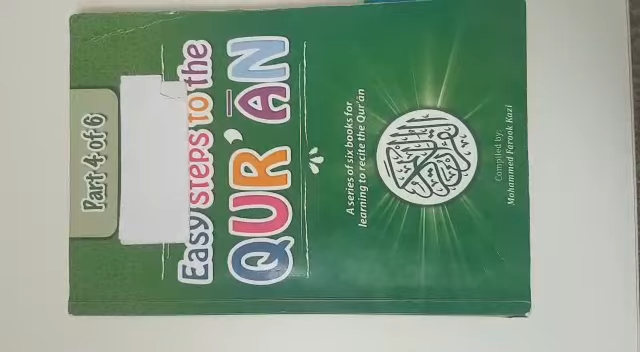 Part 4 of 6
Easy steps to the
QUR'ĀN
A series of six books for
learning to recite the Qur'ān
Compiled by:
Mohammed Farook Kazi